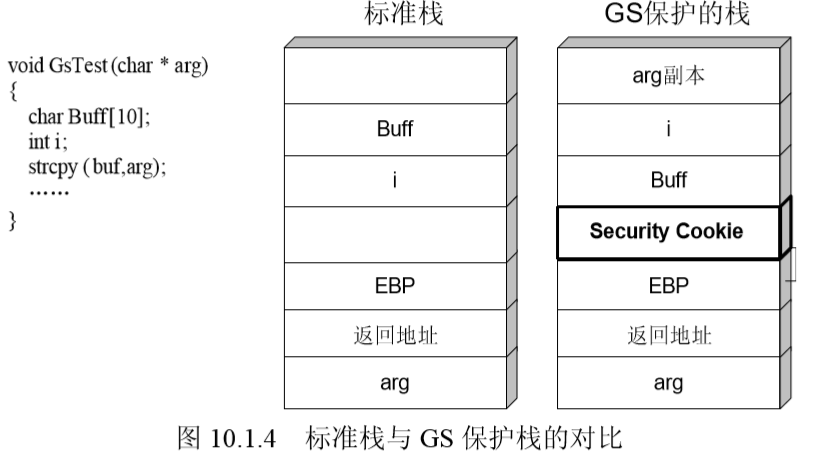 标准栈
GS保护的栈
void GsTest(char * arg)
{
char Buff[10];
int i;
strcpy (buf,arg);
……
}
Buff
i
EBP
返回地址
arg
arg副本
i
Buff
Security Cookie
EBP
返回地址
arg
图 10.1.4 标准栈与 GS 保护栈的对比